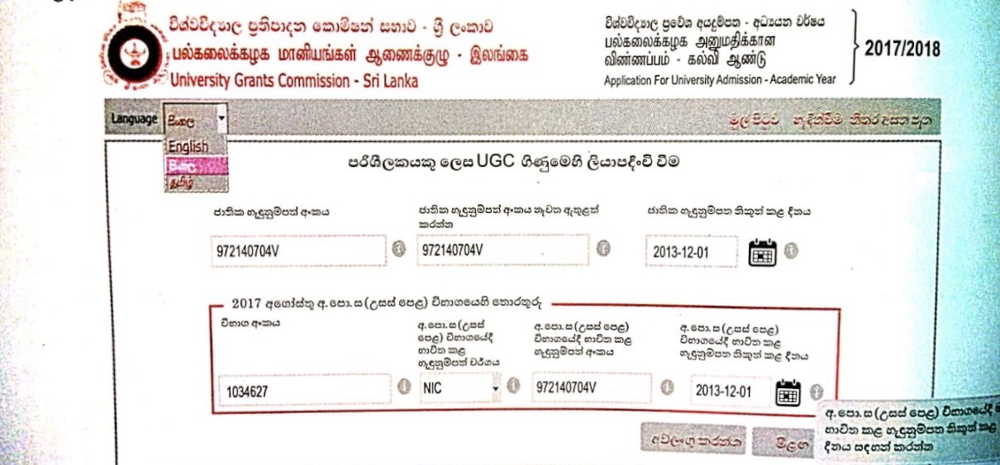 විශ්වවිද්‍යාල ප්‍රතිපාදන කොමිෂන් සභාව - ශ්‍රී ලංකාව
பல்கலைக்கழக மானியங்கள் ஆணைக்குழு - இலங்கை
University Grants Commission - Sri Lanka
විශ්වවිද්‍යාල ප්‍රවේශ අයදුම්පත - අධ්‍යයන වර්ෂය
பல்கலைக்கழக அனுமதிக்கான
விண்ணப்பம் - கல்வி ஆண்டு
Application For University Admission - Academic Year
2017/2018
Language සිංහල
මුල් පිටුව හැඳින්වීම නිතර අසන පැන
English
සිංහල
தமிழ்
පරිශීලකයකු ලෙස UGC ගිණුමෙහි ලියාපදිංචි වීම
ජාතික හැඳුනුම්පත් අංකය
ජාතික හැඳුනුම්පත් අංකය නැවත ඇතුළත්
කරන්න
ජාතික හැඳුනුම්පත නිකුත් කළ දිනය
972140704V
972140704V
2013-12-01
2017 අගෝස්තු අ.පො.ස (උසස් පෙළ) විභාගයෙහි තොරතුරු
විභාග අංකය
අ.පො.ස (උසස්
පෙළ) විභාගයේදී
භාවිත කළ
හැඳුනුම්පත් වර්ගය
අ.පො.ස (උසස් පෙළ)
විභාගයේදී භාවිත කළ
හැඳුනුම්පත් අංකය
අ.පො.ස (උසස් පෙළ)
විභාගයේදී භාවිත කළ
හැඳුනුම්පත නිකුත් කළ දිනය
1034627
NIC
972140704V
2013-12-01
අවලංගු කරන්න
මීළඟ
අ.පො.ස (උසස් පෙළ) විභාගයේදී
භාවිත කළ හැඳුනුම්පත නිකුත් කළ
දිනය සඳහන් කරන්න